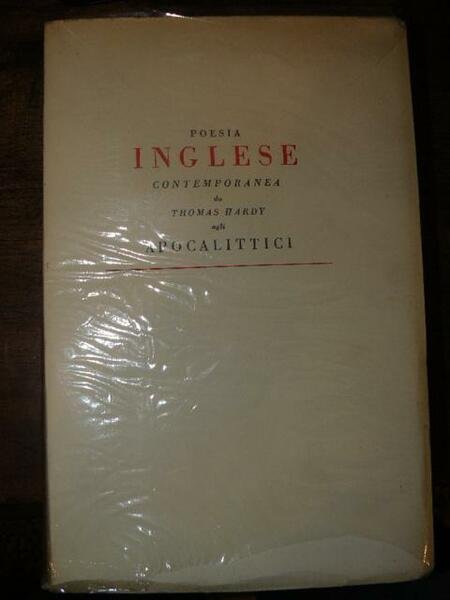 POESIA
INGLESE
CONTEMPORANEA
da
THOMAS HARDY
agli
APOCALITTICI